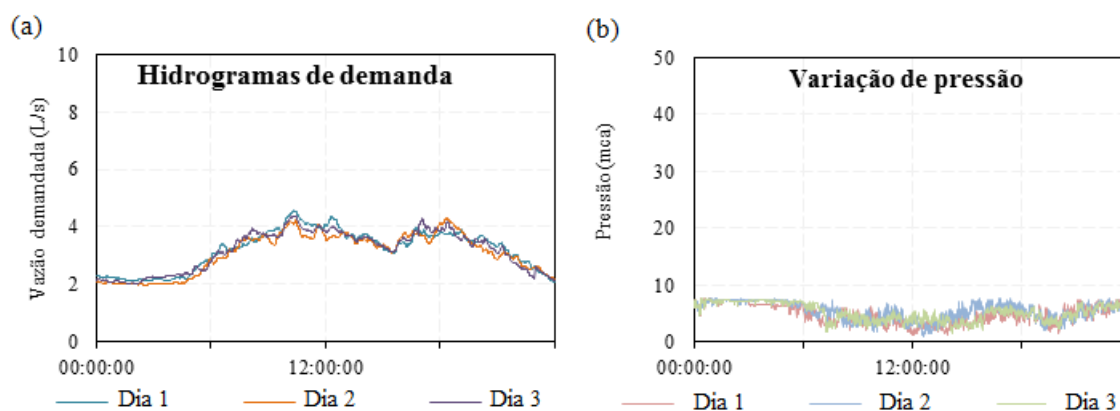 (a)
Hidrogramas de demanda
Vazão demandada (L/s)
10
8
6
4
2
0
00:00:00 12:00:00
Dia 1 Dia 2 Dia 3
(b)
Variação de pressão
Pressão (mca)
50
40
30
20
10
0
00:00:00 12:00:00
Dia 1 Dia 2 Dia 3